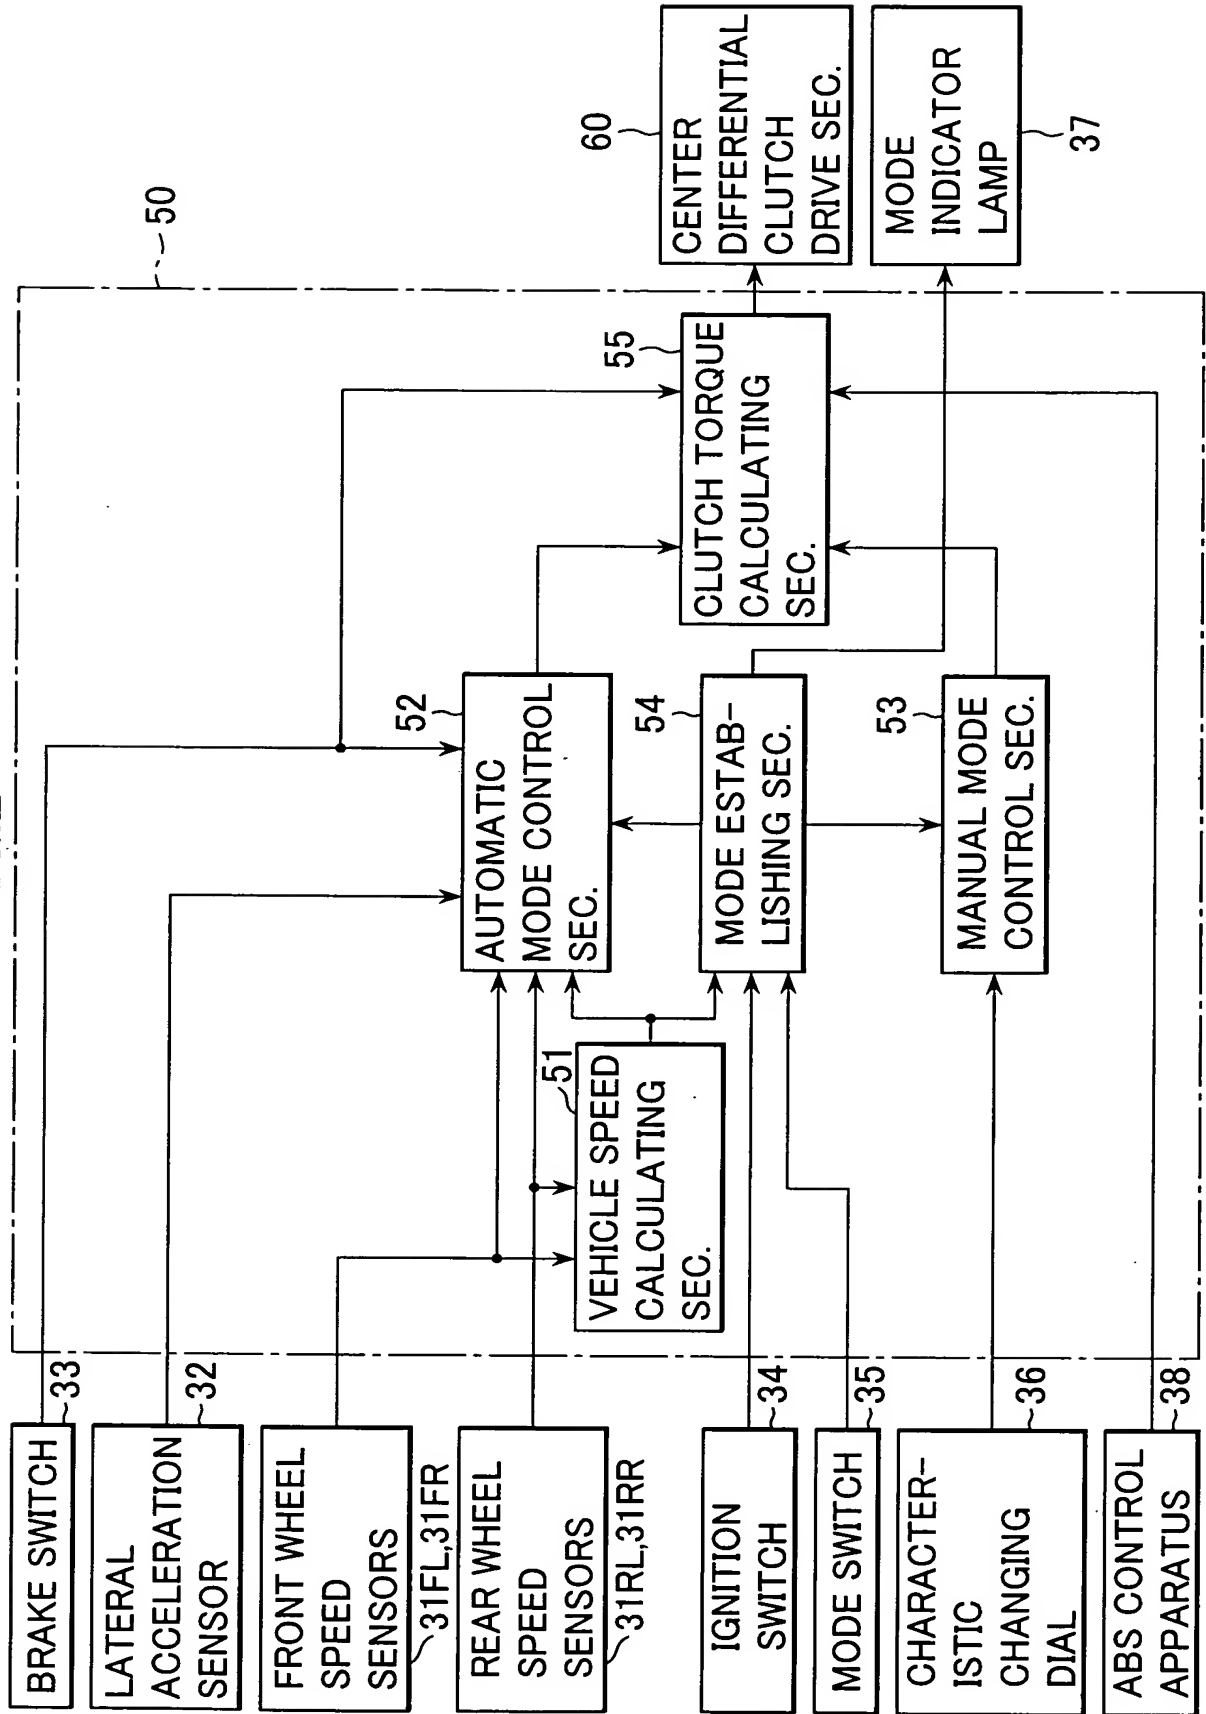 BRAKE SWITCH
33
LATERAL
ACCELERATION
SENSOR
32
FRONT WHEEL
SPEED
SENSORS
31FL,31FR
REAR WHEEL
SPEED
SENSORS
31RL,31RR
IGNITION
SWITCH
34
MODE SWITCH
35
CHARACTER-
ISTIC
CHANGING
DIAL
36
ABS CONTROL
APPARATUS
38
50
VEHICLE SPEED
CALCULATING
SEC.
51
AUTOMATIC
MODE CONTROL
SEC.
52
MODE ESTAB-
LISHING SEC.
54
MANUAL MODE
CONTROL SEC.
53
CLUTCH TORQUE
CALCULATING
SEC.
55
CENTER
DIFFERENTIAL
CLUTCH
DRIVE SEC.
60
MODE
INDICATOR
LAMP
37